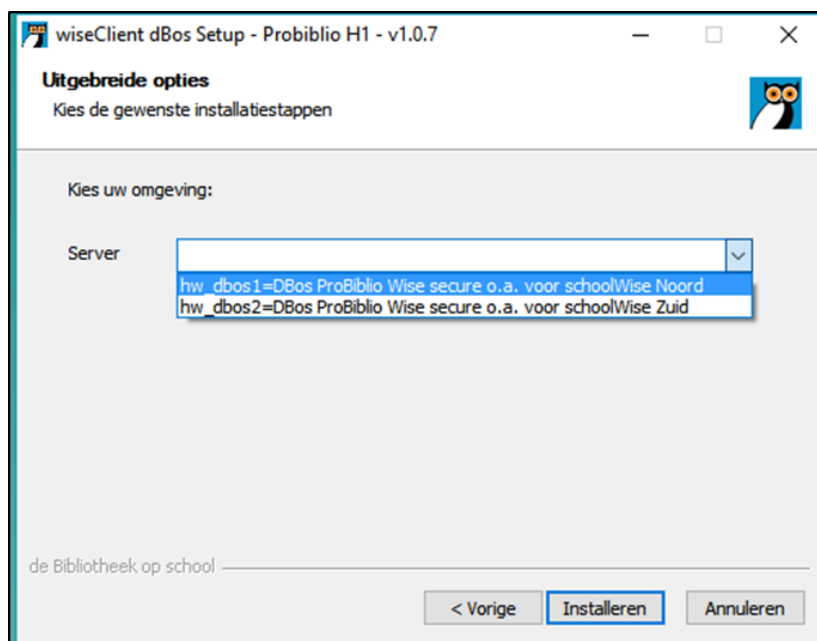 wiseClient dBos Setup - Probiblio H1 - v1.0.7
Uitgebreide opties
Kies de gewenste installatiestappen
Kies uw omgeving:
Server
hw_dbos1=DBos ProBiblio Wise secure o.a. voor schoolWise Noord
hw_dbos2=DBos ProBiblio Wise secure o.a. voor schoolWise Zuid
de Bibliotheek op school
< Vorige Installeren Annuleren